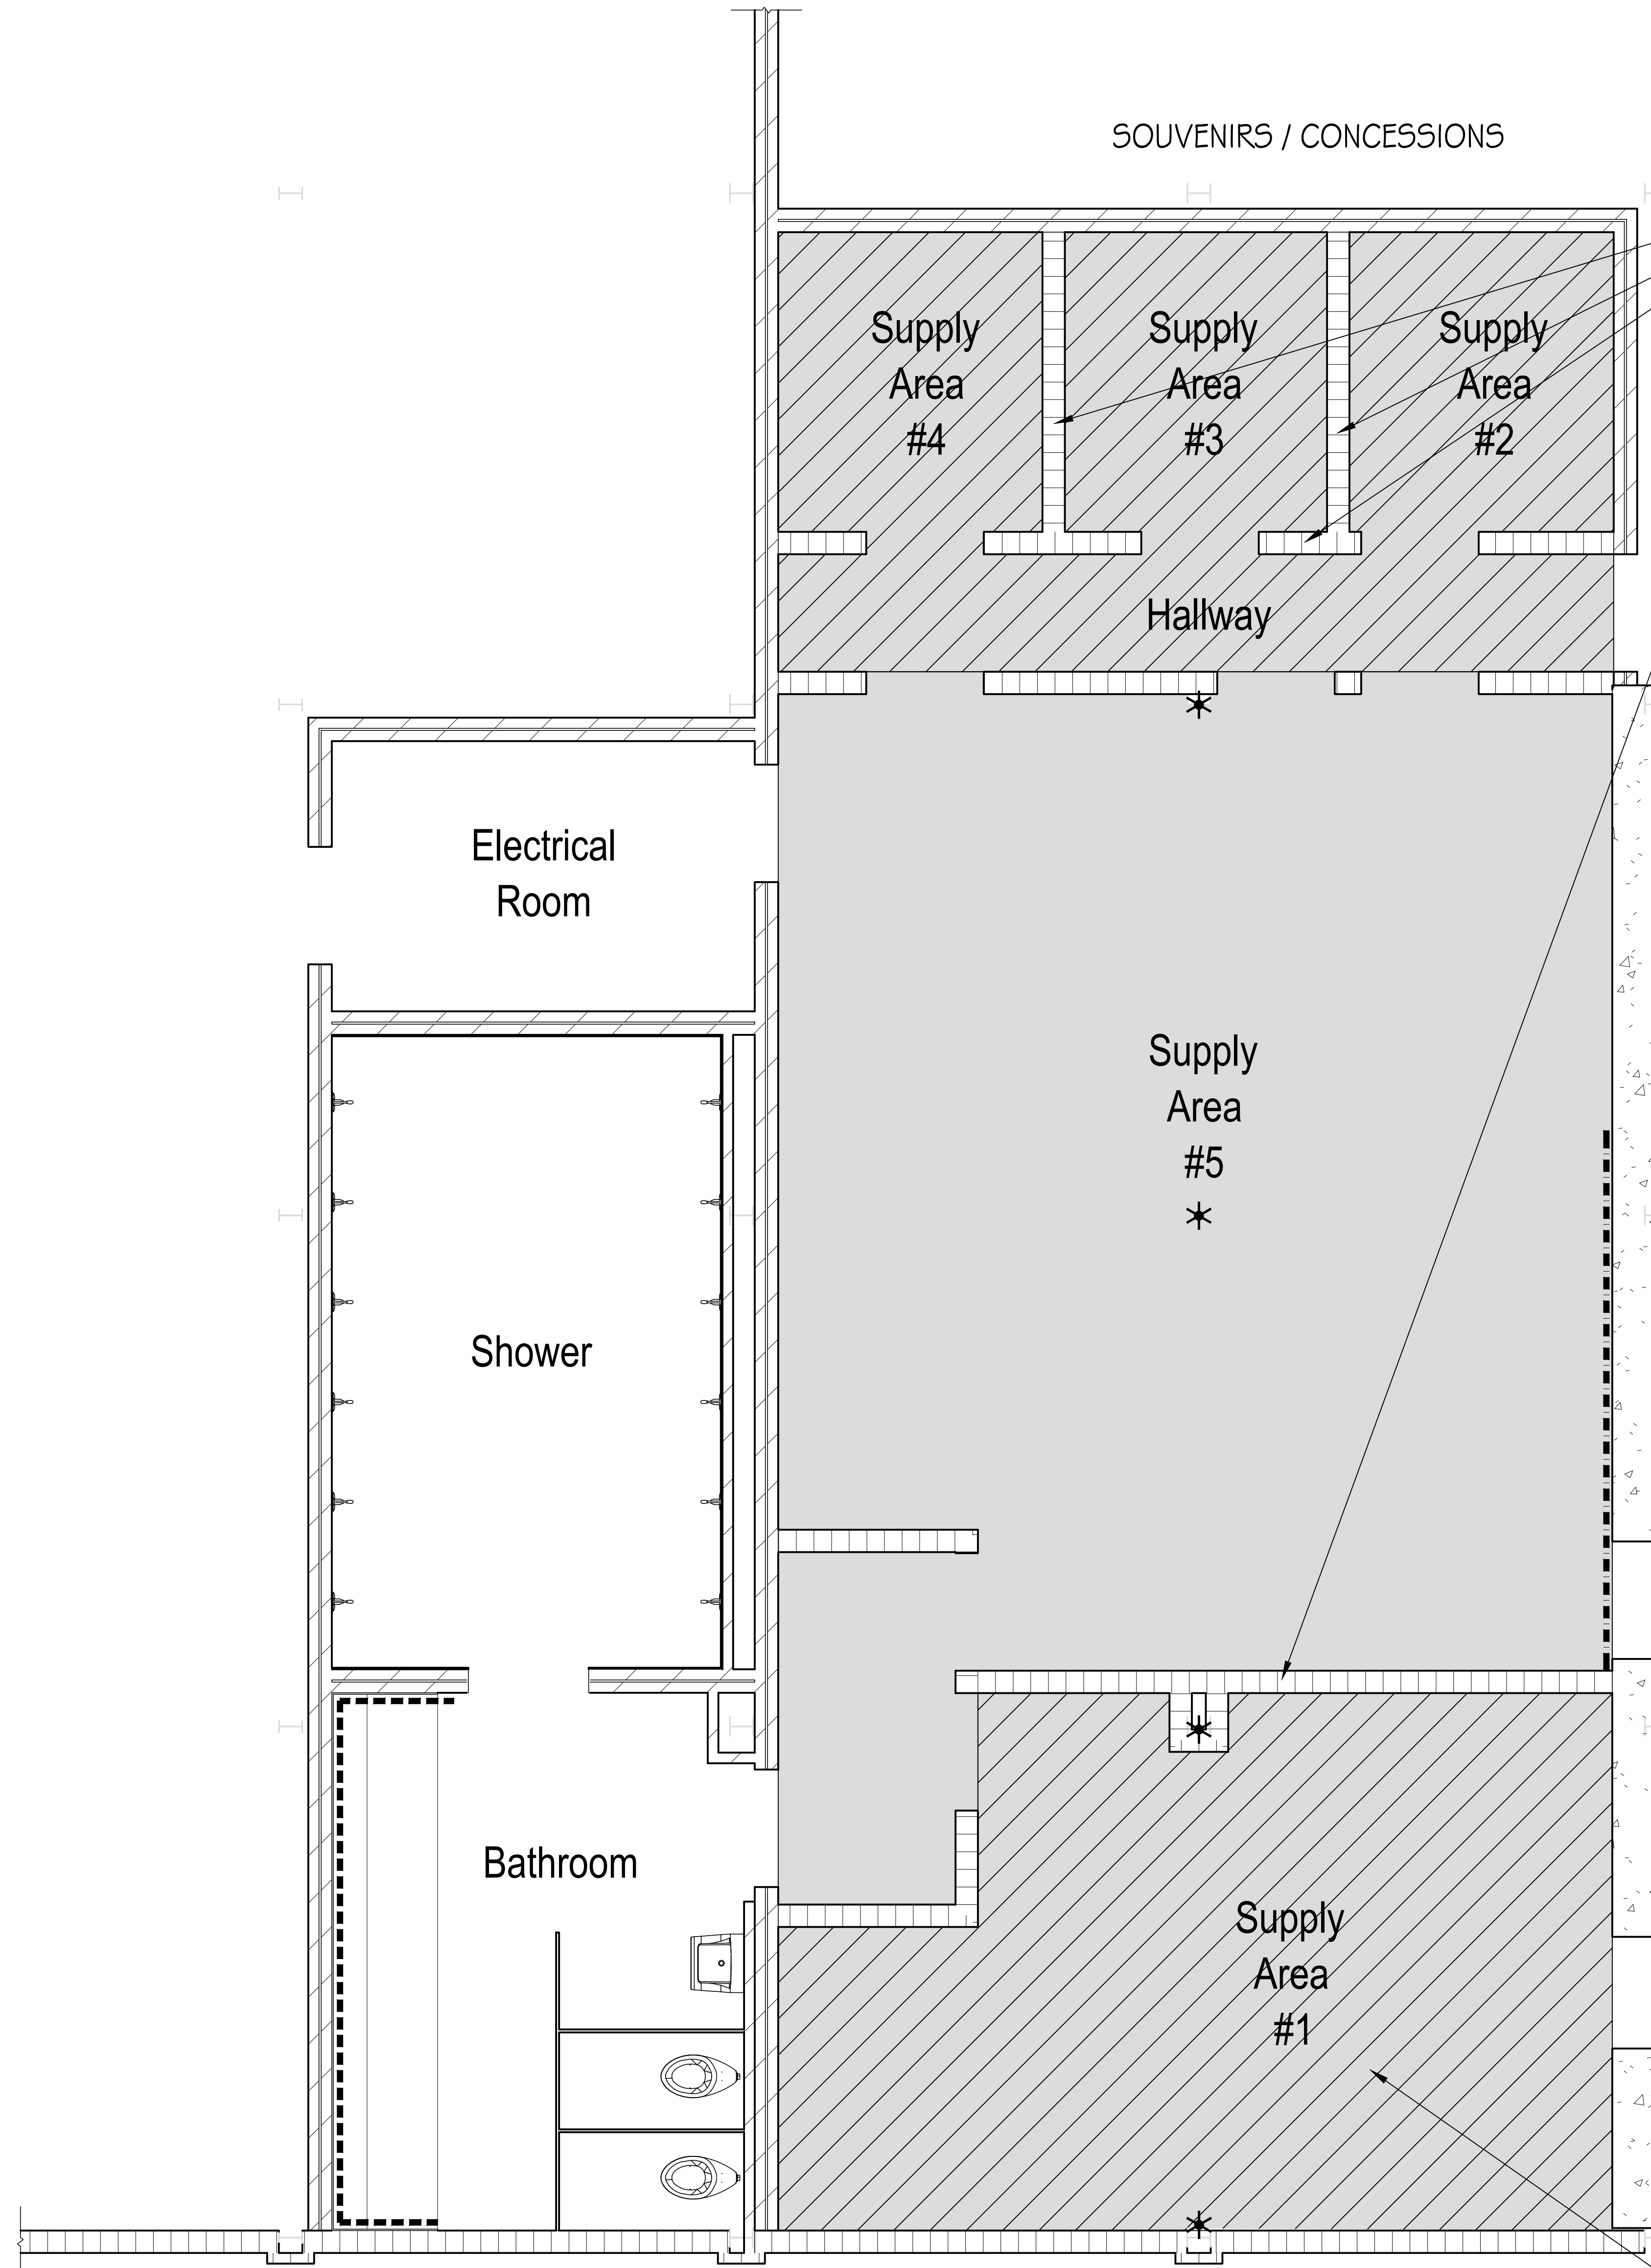 SOUVENIRS / CONCESSIONS
Supply
Area
#4
Supply
Area
#3
Supply
Area
#2
Hallway
Electrical
Room
Supply
Area
#5
Shower
Bathroom
Supply
Area
#1